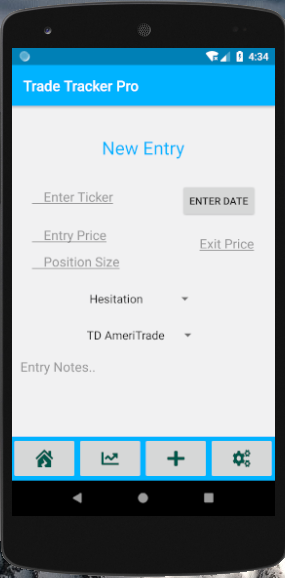 4:34
Trade Tracker Pro
New Entry
Enter Ticker
ENTER DATE
Entry Price
Exit Price
Position Size
Hesitation
TD AmeriTrade
Entry Notes..